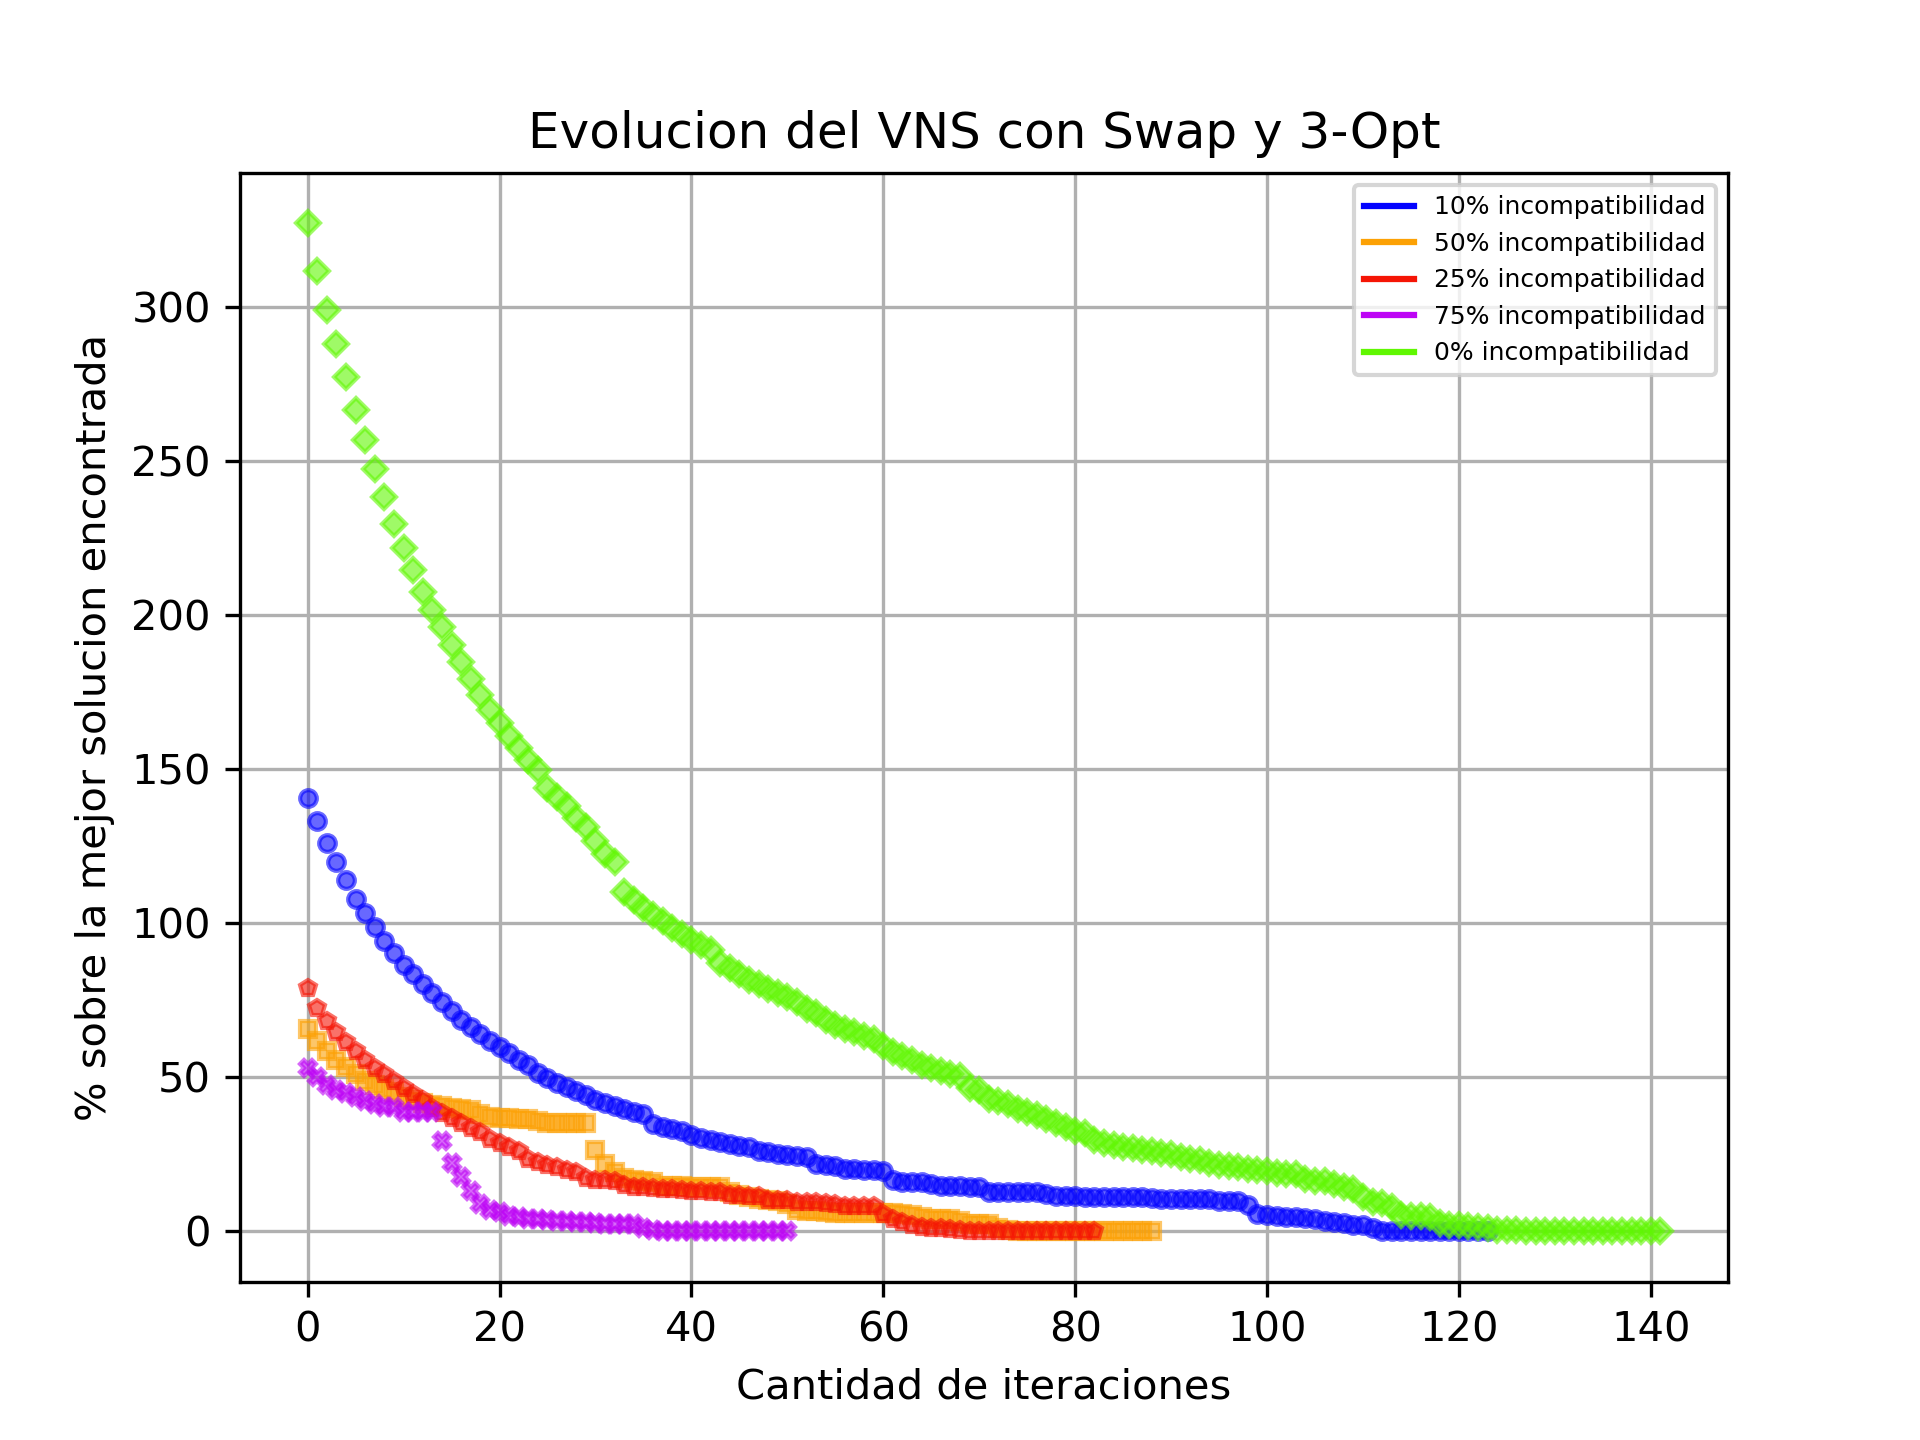 Evolucion del VNS con Swap y 3-Opt
10% incompatibilidad
50% incompatibilidad
25% incompatibilidad
75% incompatibilidad
0% incompatibilidad
% sobre la mejor solucion encontrada
300
250
200
150
100
50
0
0 20 40 60 80 100 120 140
Cantidad de iteraciones